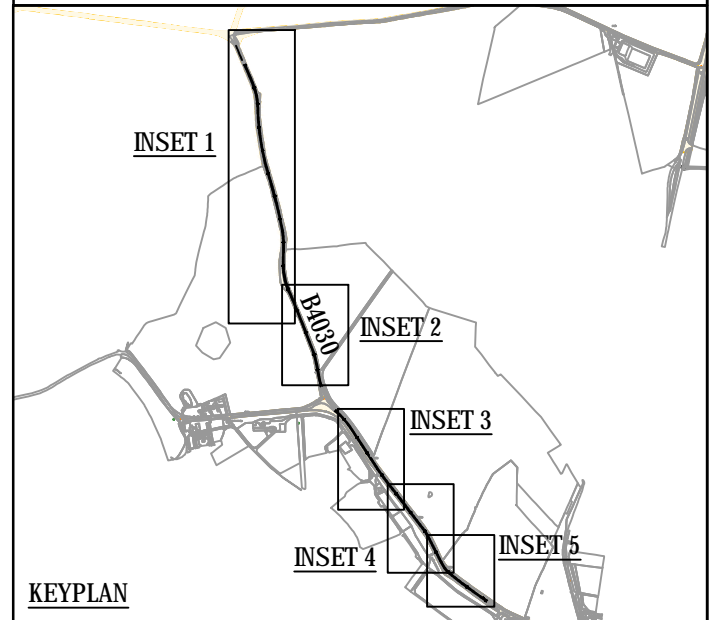 INSET 1
B4030
INSET 2
INSET 3
INSET 4
INSET 5
KEYPLAN